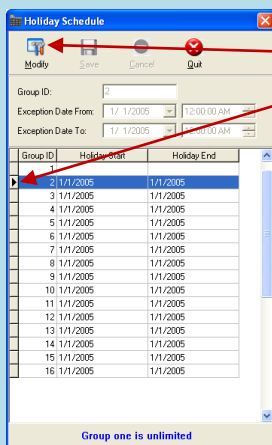 Holiday Schedule
Modify Save Cancel Quit
Group ID: 2
Exception Date From: 1/ 1/2005 12:00:00 AM
Exception Date To: 1/ 1/2005 12:00:00 AM
Group ID Holiday Start Holiday End
1
2 1/1/2005 1/1/2005
3 1/1/2005 1/1/2005
4 1/1/2005 1/1/2005
5 1/1/2005 1/1/2005
6 1/1/2005 1/1/2005
7 1/1/2005 1/1/2005
8 1/1/2005 1/1/2005
9 1/1/2005 1/1/2005
10 1/1/2005 1/1/2005
11 1/1/2005 1/1/2005
12 1/1/2005 1/1/2005
13 1/1/2005 1/1/2005
14 1/1/2005 1/1/2005
15 1/1/2005 1/1/2005
16 1/1/2005 1/1/2005
Group one is unlimited